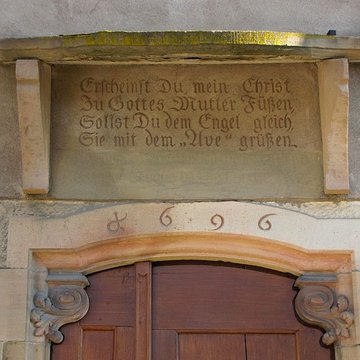 Erscheinst Du, mein Christ
Zu Gottes Mutter Füßen
Sollst Du dem Engel gleich,
Sie mit dem „Ave" grüßen.
1696